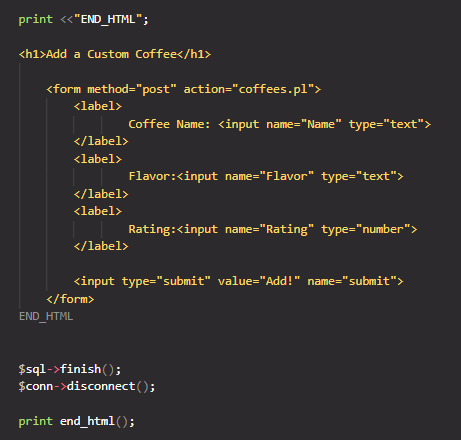 print <<"END_HTML";
<h1>Add a Custom Coffee</h1>
<form method="post" action="coffees.pl">
<label>
Coffee Name: <input name="Name" type="text">
</label>
<label>
Flavor:<input name="Flavor" type="text">
</label>
<label>
Rating:<input name="Rating" type="number">
</label>
<input type="submit" value="Add!" name="submit">
</form>
END_HTML
$sql->finish();
$conn->disconnect();
print end_html();